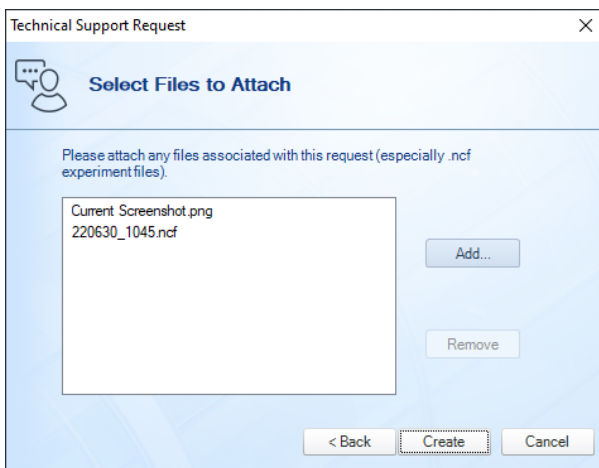 Technical Support Request
Select Files to Attach
Please attach any files associated with this request (especially .ncf
experiment files).
Current Screenshot.png
220630_1045.ncf
Add...
Remove
< Back
Create
Cancel